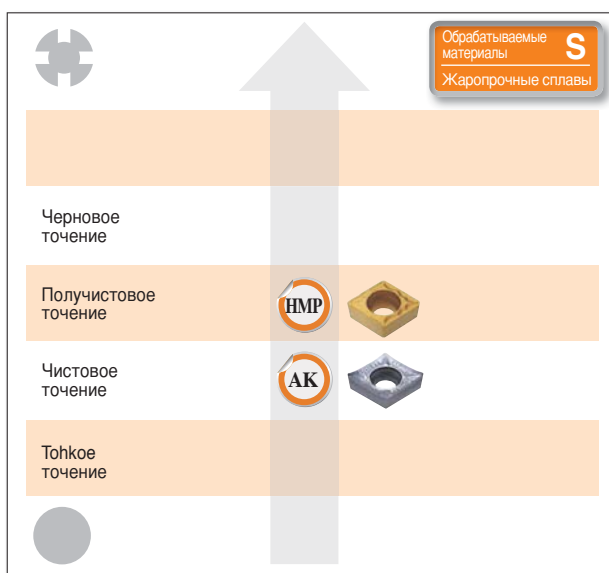 Обрабатываемые
материалы
S
Жаропрочные сплавы
Черновое
точение
Получистовое
точение
HMP
Чистовое
точение
AK
Tohkoe
точение